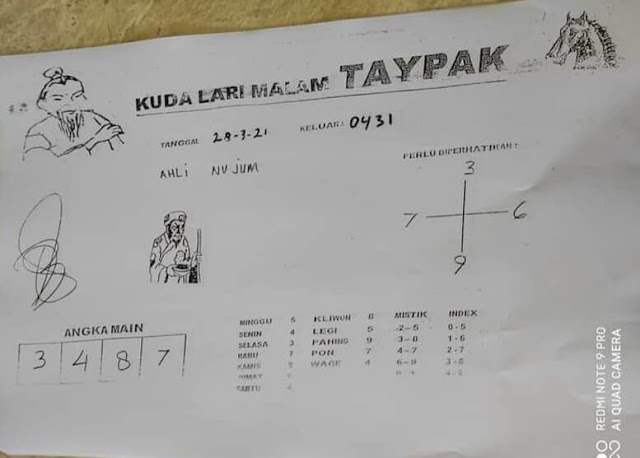 KUDA LARI MALAM TAYPAK
TANGGAL 28-3-21 KELUAR: 0431
AHLI NUJUM
PERLU DIPERHATIKAN:
3
7 6
9
ANGKA MAIN
3 4 8 7
MINGGU 5 KLIWON 8 MISTIK INDEX
SENIN 4 LEGI 5 2-5 0-5
SELASA 3 PAHING 9 3-8 1-6
RABU 7 PON 7 4-7 2-7
KAMIS WAGE 4 6-9 3-8
SABTU
REDMI NOTE 9 PRO
AI QUAD CAMERA